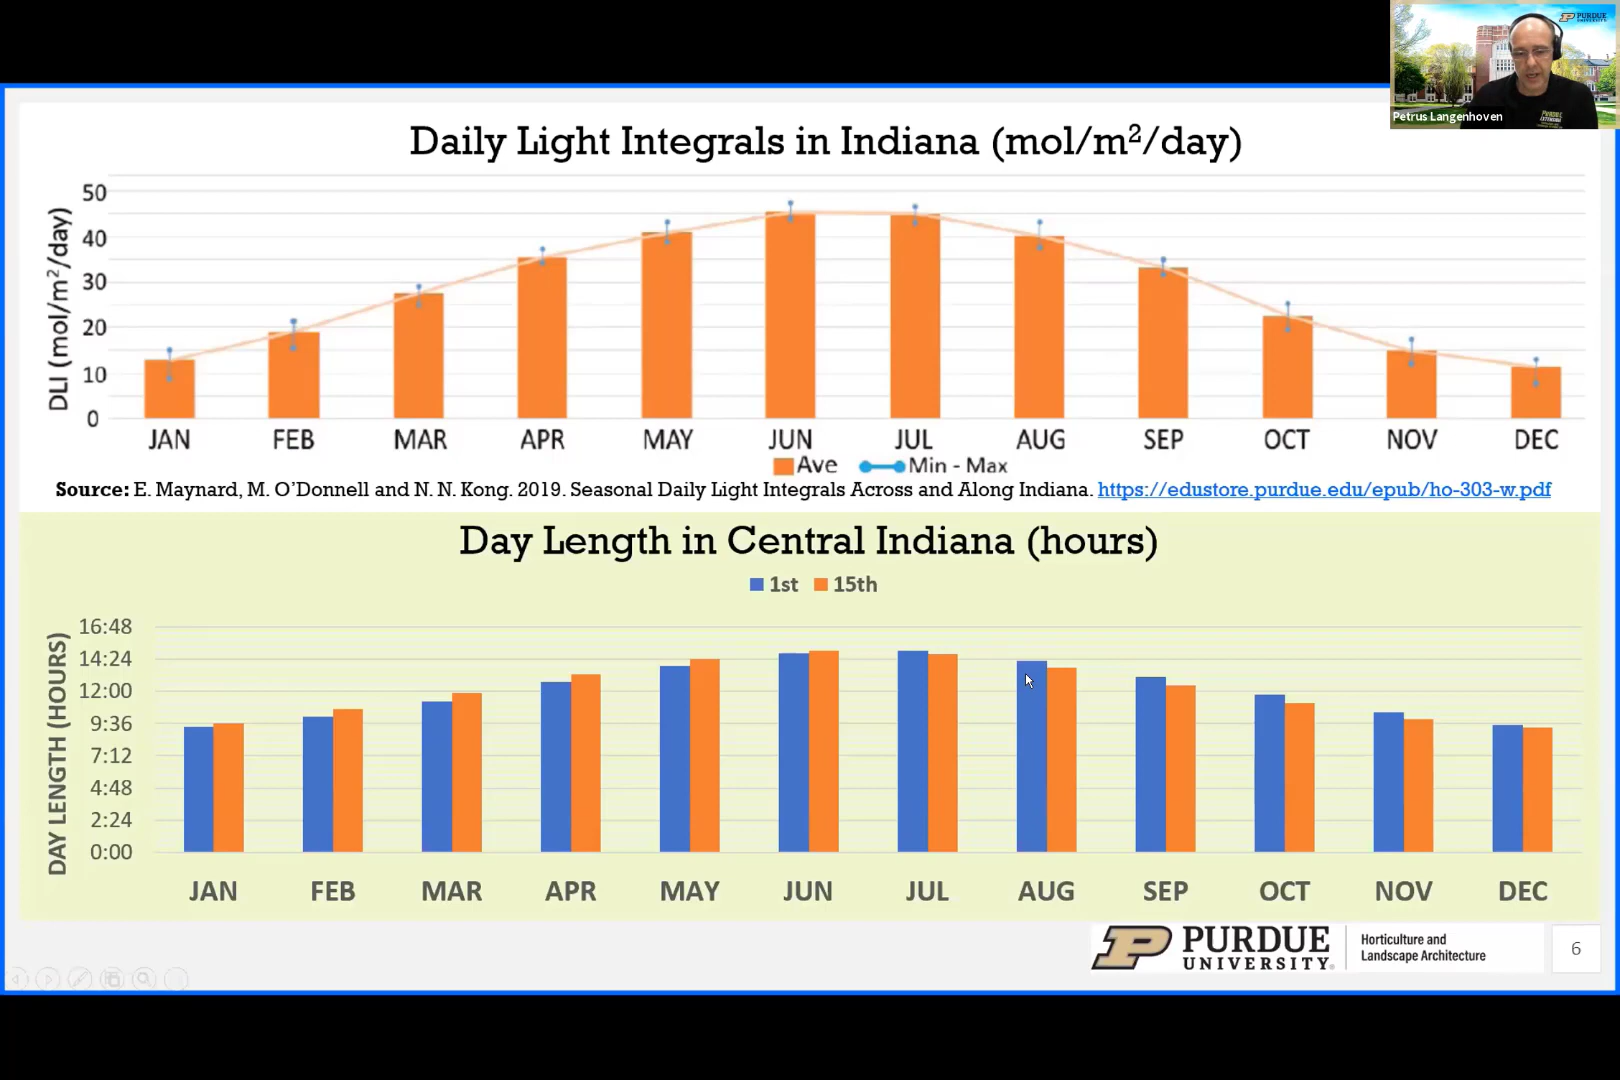 PURDUE
UNIVERSITY
Petrus Langenhoven
Daily Light Integrals in Indiana (mol/m²/day)
DLI (mol/m²/day)
50
40
30
20
10
0
JAN FEB MAR APR MAY JUN JUL AUG SEP OCT NOV DEC
Ave Min - Max
Source: E. Maynard, M. O'Donnell and N. N. Kong. 2019. Seasonal Daily Light Integrals Across and Along Indiana. https://edustore.purdue.edu/epub/ho-303-w.pdf
Day Length in Central Indiana (hours)
1st 15th
DAY LENGTH (HOURS)
16:48
14:24
12:00
9:36
7:12
4:48
2:24
0:00
JAN FEB MAR APR MAY JUN JUL AUG SEP OCT NOV DEC
P PURDUE
UNIVERSITY®
Horticulture and
Landscape Architecture
6